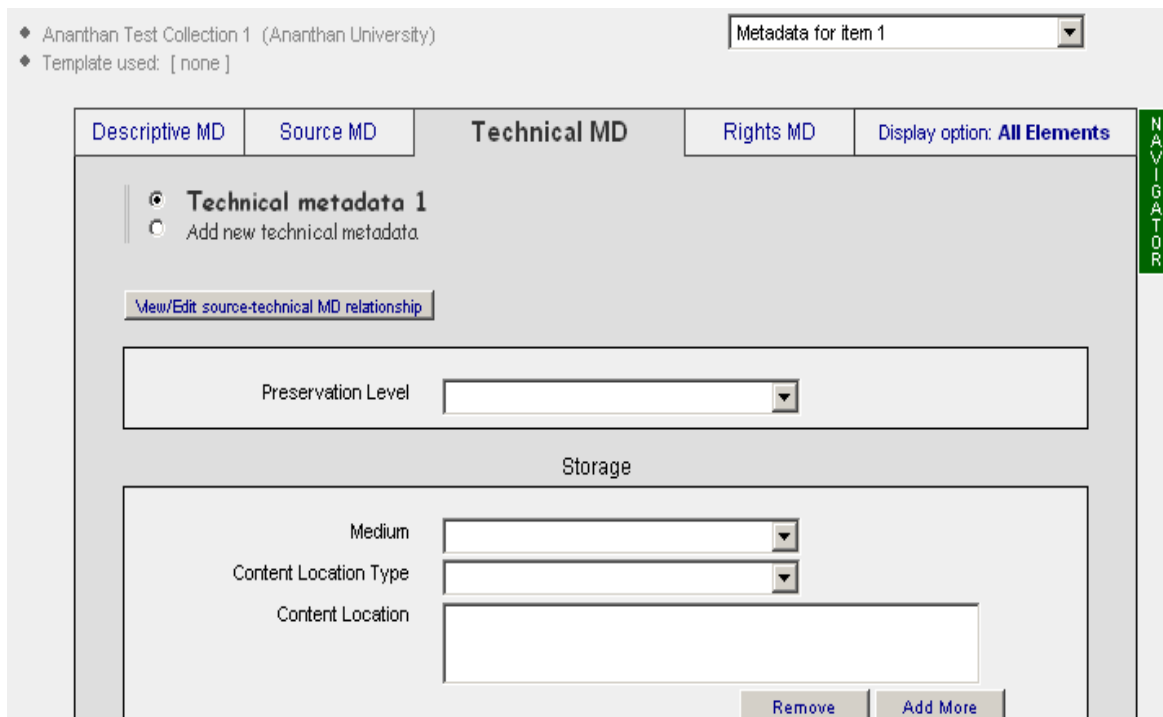 Ananthan Test Collection 1 (Ananthan University)
Metadata for item 1
Template used: [ none ]
Descriptive MD
Source MD
Technical MD
Rights MD
Display option: All Elements
NAVIGATOR
Technical metadata 1
Add new technical metadata
View/Edit source-technical MD relationship
Preservation Level
Storage
Medium
Content Location Type
Content Location
Remove
Add More